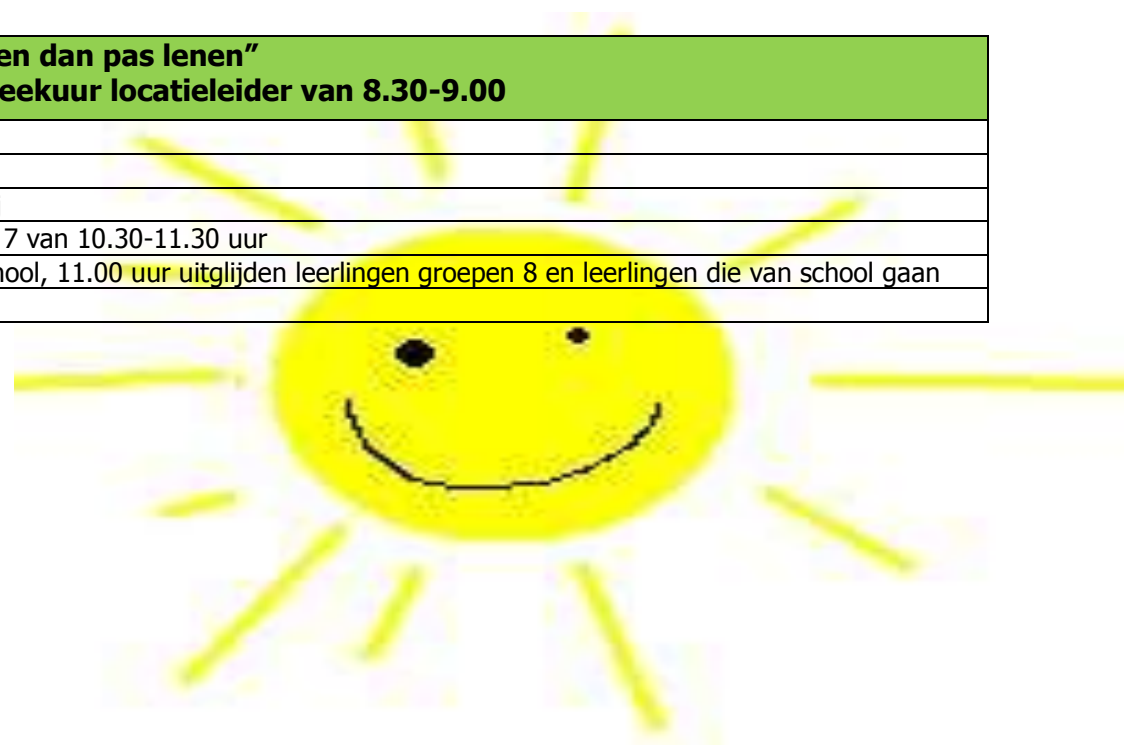 en dan pas lenen”
eekuur locatieleider van 8.30-9.00
7 van 10.30-11.30 uur
hool, 11.00 uur uitglijden leerlingen groepen 8 en leerlingen die van school gaan